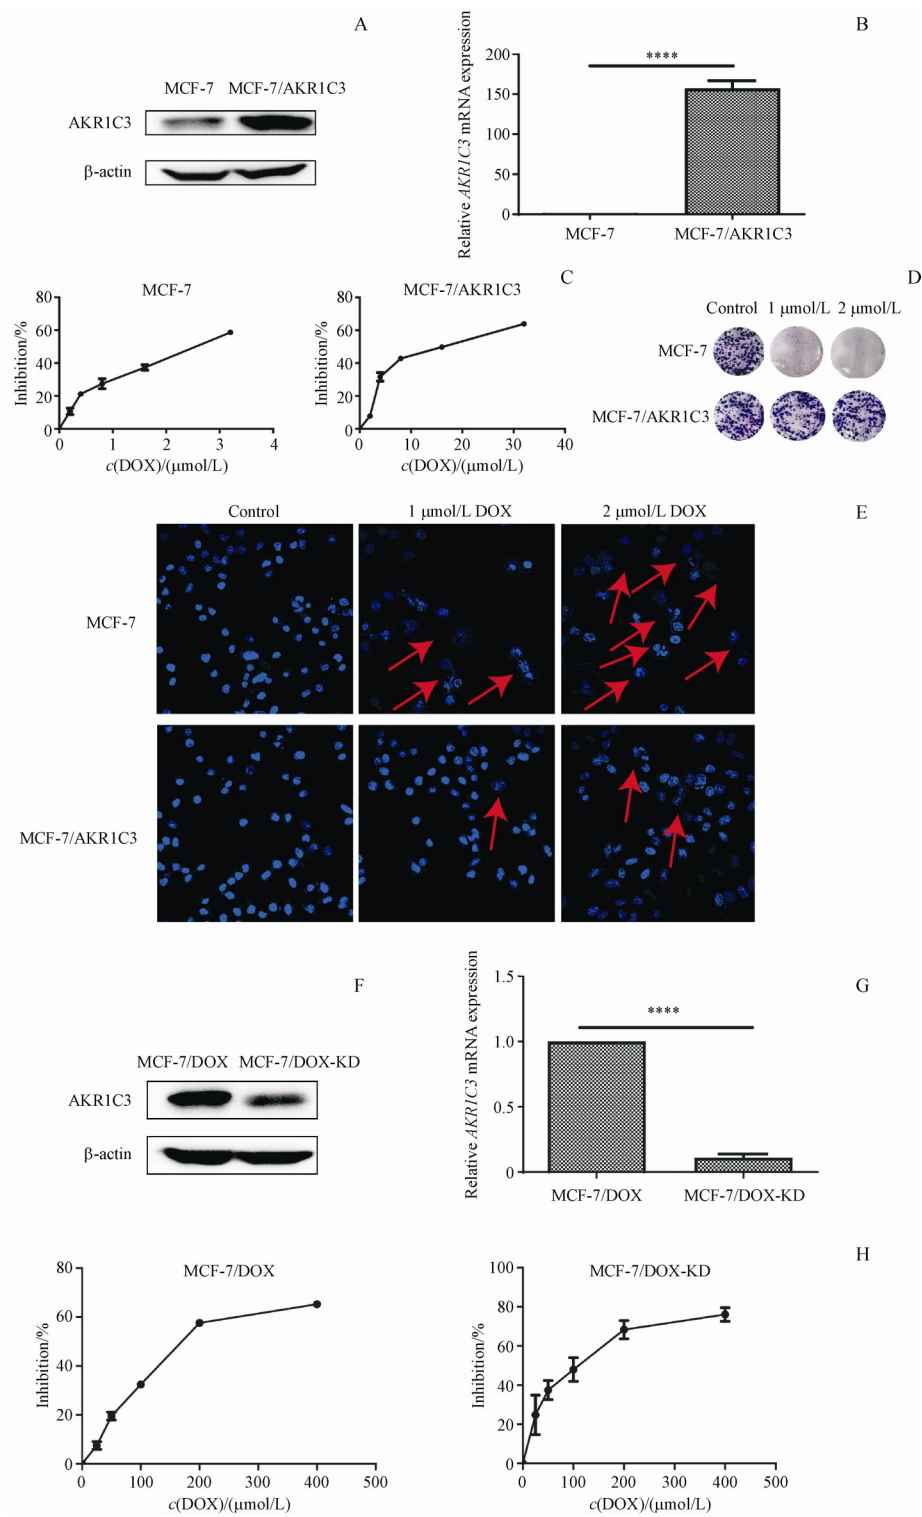 A
MCF-7 MCF-7/AKR1C3
AKR1C3
β-actin
B
Relative AKR1C3 mRNA expression
200
150
100
50
0
****
MCF-7 MCF-7/AKR1C3
C
MCF-7
Inhibition/%
80
60
40
20
0
0 1 2 3 4
c(DOX)/(μmol/L)
MCF-7/AKR1C3
Inhibition/%
80
60
40
20
0
0 10 20 30 40
c(DOX)/(μmol/L)
D
Control 1 μmol/L 2 μmol/L
MCF-7
MCF-7/AKR1C3
E
Control 1 μmol/L DOX 2 μmol/L DOX
MCF-7
MCF-7/AKR1C3
F
MCF-7/DOX MCF-7/DOX-KD
AKR1C3
β-actin
G
Relative AKR1C3 mRNA expression
1.5
1.0
0.5
0
****
MCF-7/DOX MCF-7/DOX-KD
H
MCF-7/DOX
Inhibition/%
80
60
40
20
0
0 100 200 300 400 500
c(DOX)/(μmol/L)
MCF-7/DOX-KD
Inhibition/%
100
80
60
40
20
0
0 100 200 300 400 500
c(DOX)/(μmol/L)